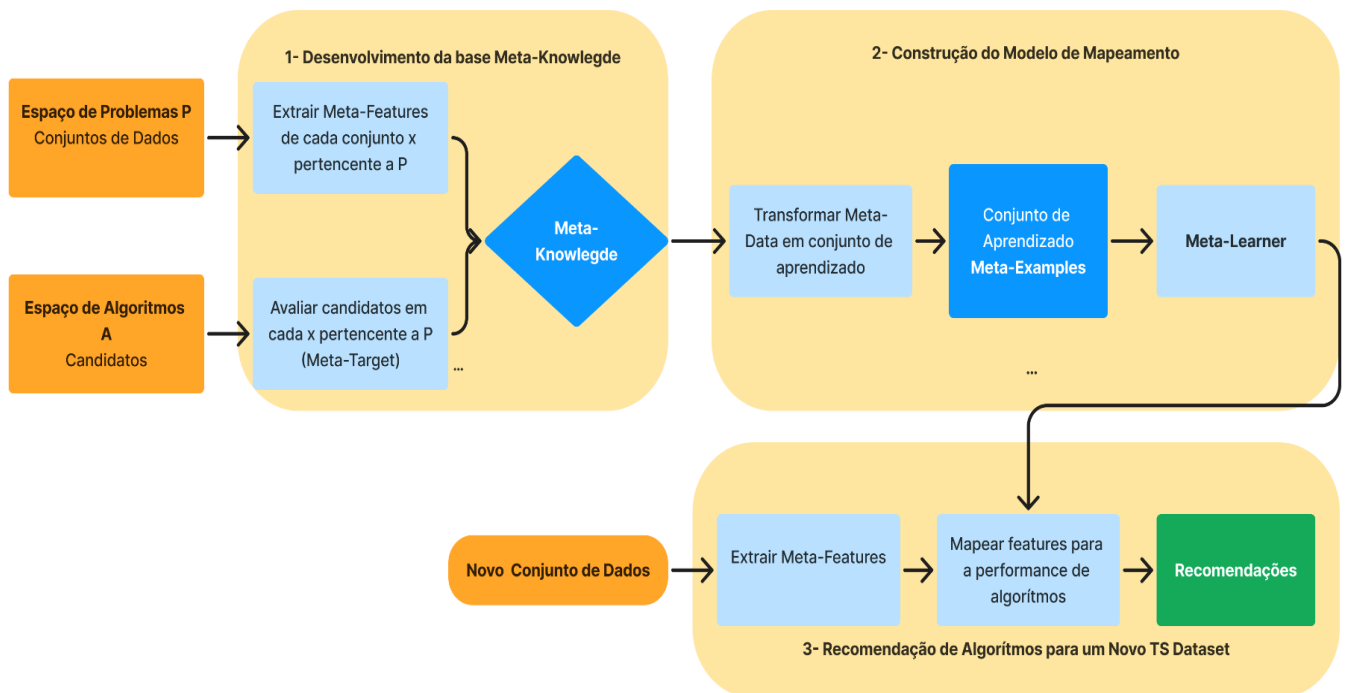 1- Desenvolvimento da base Meta-Knowlegde
Espaço de Problemas P
Conjuntos de Dados
Extrair Meta-Features
de cada conjunto x
pertencente a P
Espaço de Algoritmos
A
Candidatos
Avaliar candidatos em
cada x pertencente a P
(Meta-Target)
...
Meta-
Knowlegde
2- Construção do Modelo de Mapeamento
Transformar Meta-
Data em conjunto de
aprendizado
Conjunto de
Aprendizado
Meta-Examples
Meta-Learner
...
Novo Conjunto de Dados
Extrair Meta-Features
Mapear features para
a performance de
algorítmos
Recomendações
3- Recomendação de Algorítmos para um Novo TS Dataset